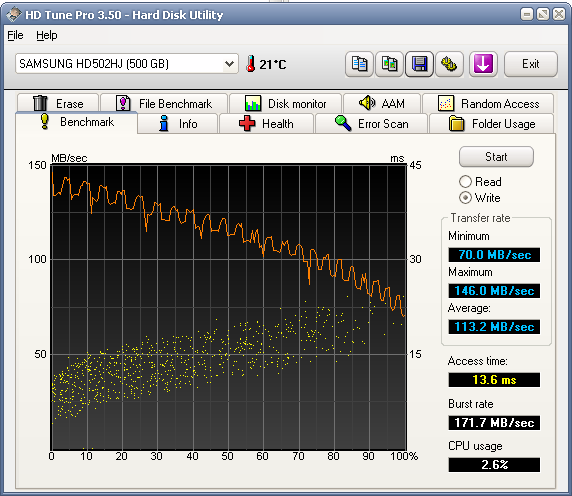 HD Tune Pro 3.50 - Hard Disk Utility
File Help
SAMSUNG HD502HJ (500 GB) 21°C Exit
Erase File Benchmark Disk monitor AAM Random Access
Benchmark Info Health Error Scan Folder Usage
MB/sec ms
150 45
100 30
50 15
0 10 20 30 40 50 60 70 80 90 100%
Start
Read
Write
Transfer rate
Minimum
70.0 MB/sec
Maximum
146.0 MB/sec
Average:
113.2 MB/sec
Access time:
13.6 ms
Burst rate
171.7 MB/sec
CPU usage
2.6%